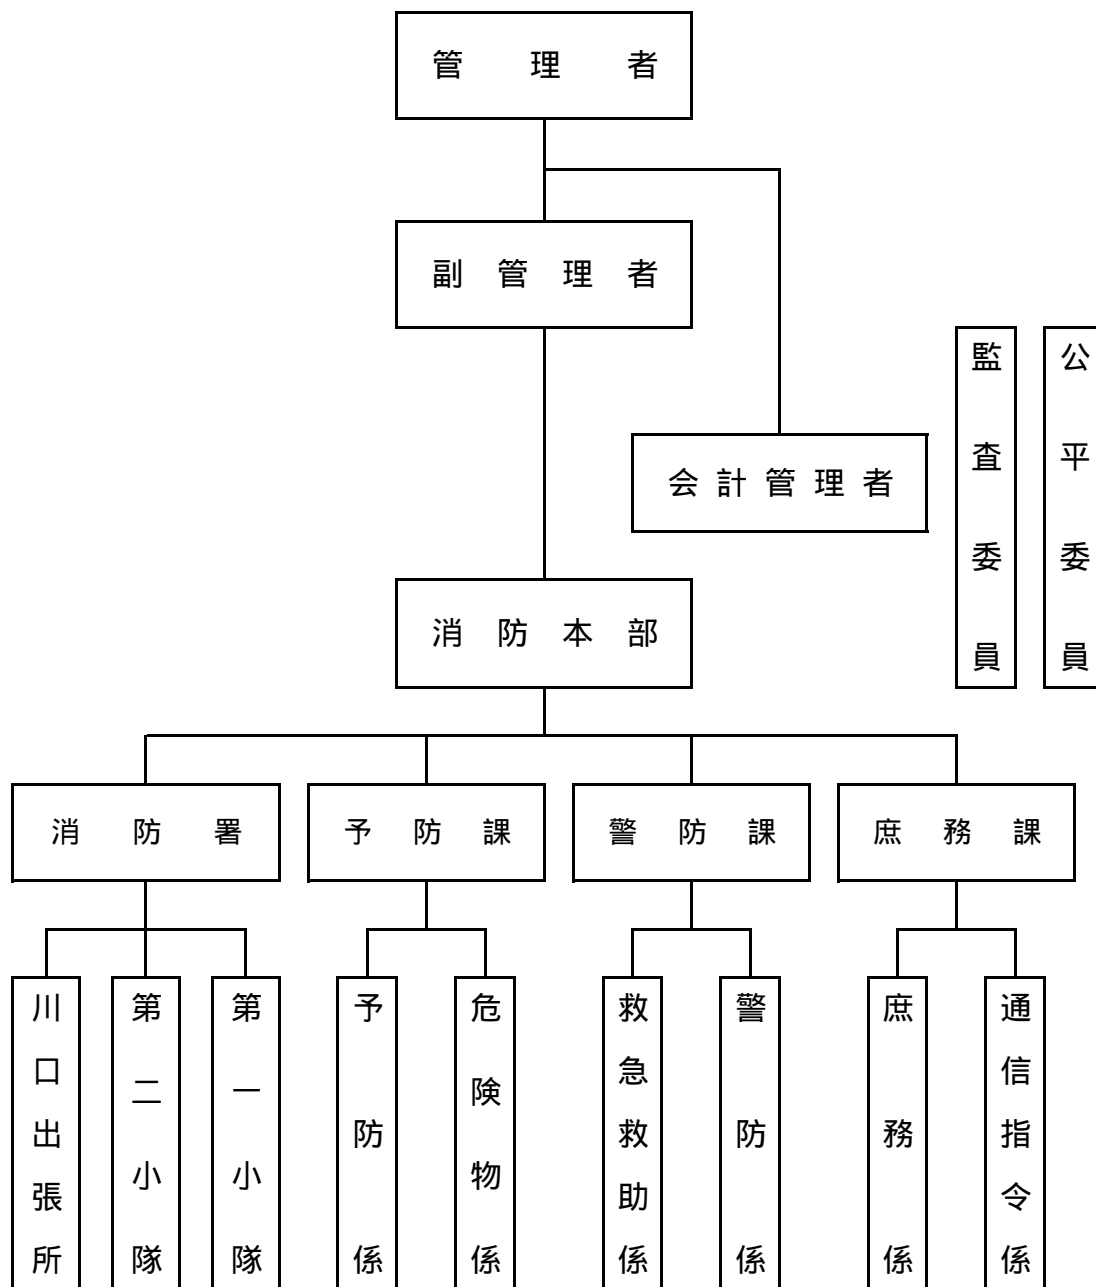 管理者
副管理者
監査委員
公平委員
会計管理者
消防本部
消防署
予防課
警防課
庶務課
川口出張所
第二小隊
第一小隊
予防係
危険物係
救急救助係
警防係
庶務係
通信指令係